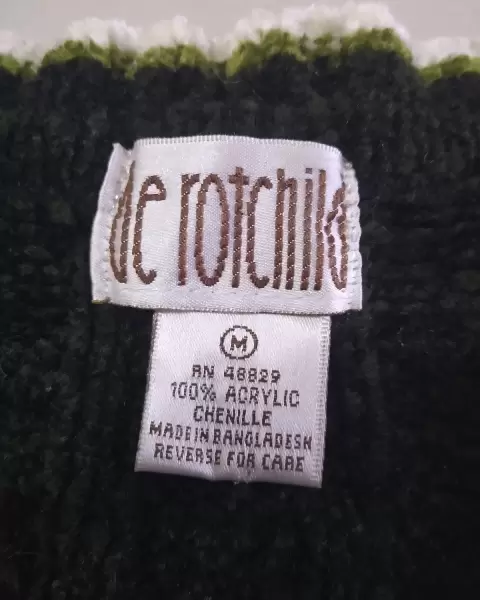 de rotchild
M
RN 48829
100% ACRYLIC
CHENILLE
MADE IN BANGLADESH
REVERSE FOR CARE